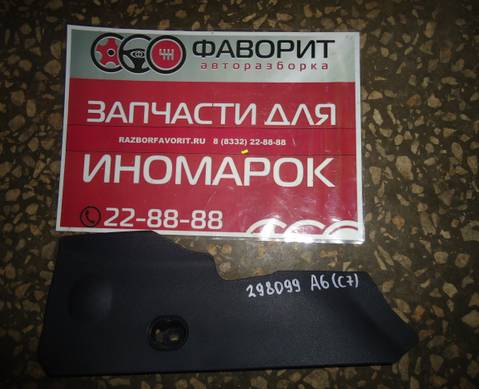 ФАВОРИТ
авторазборка
ЗАПЧАСТИ ДЛЯ
RAZBORFAVORIT.RU 8 (8332) 22-88-88
ИНОМАРОК
22-88-88
298099 A6 (C7)